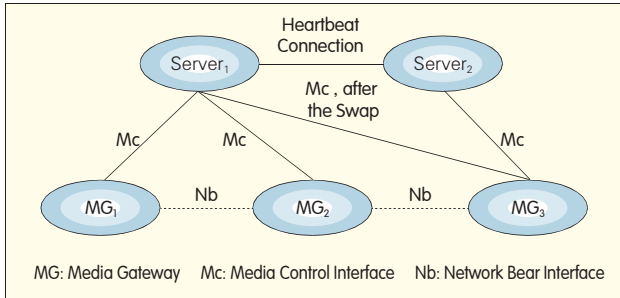 Heartbeat
Connection
Server₁
Server₂
Mc , after
the Swap
Mc
Mc
Mc
Nb
Nb
MG₁
MG₂
MG₃
MG: Media Gateway Mc: Media Control Interface Nb: Network Bear Interface